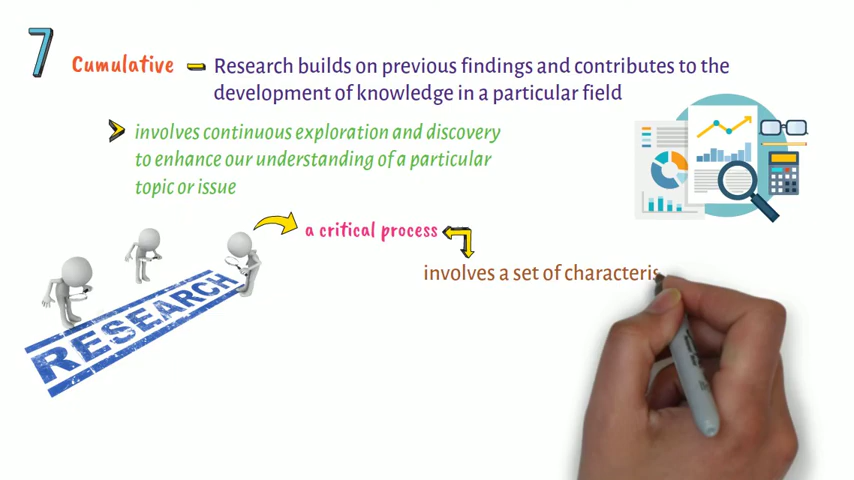 7
Cumulative - Research builds on previous findings and contributes to the
development of knowledge in a particular field
involves continuous exploration and discovery
to enhance our understanding of a particular
topic or issue
a critical process
involves a set of characteris
RESEARCH